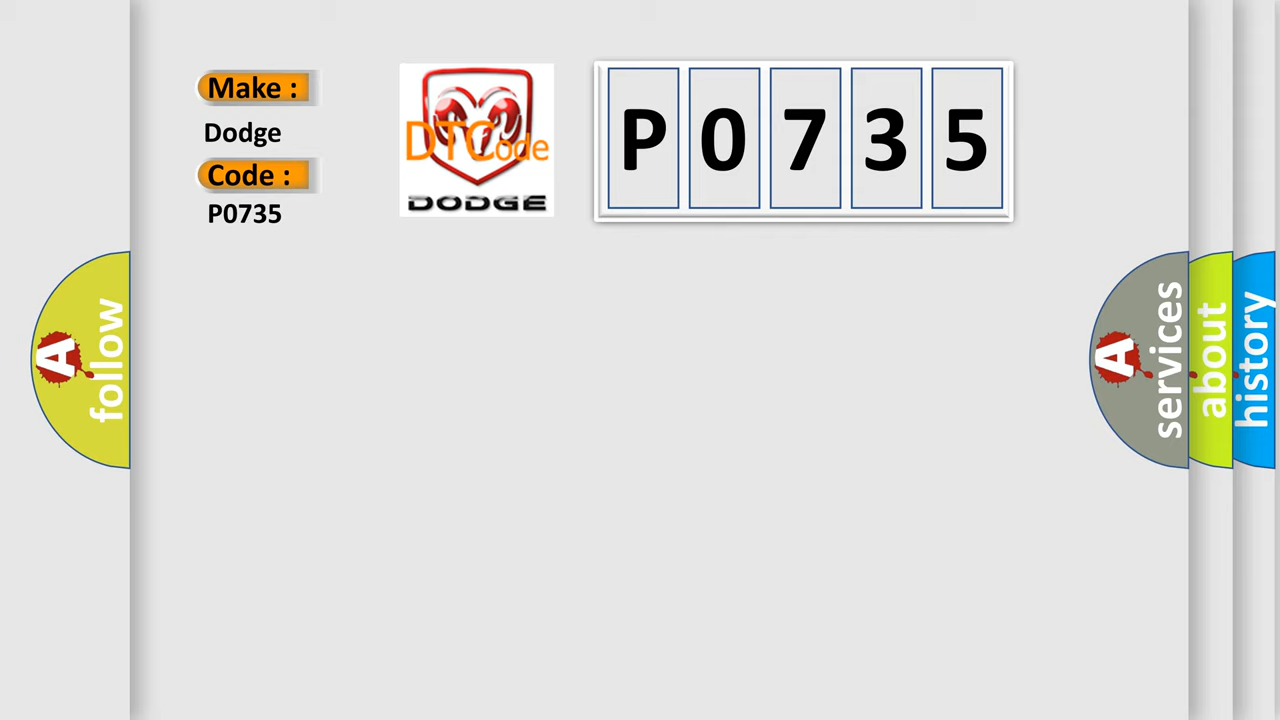 Make :
Dodge
Code :
P0735
DTCode
DODGE
P 0 7 3 5
A follow
A services
about
history